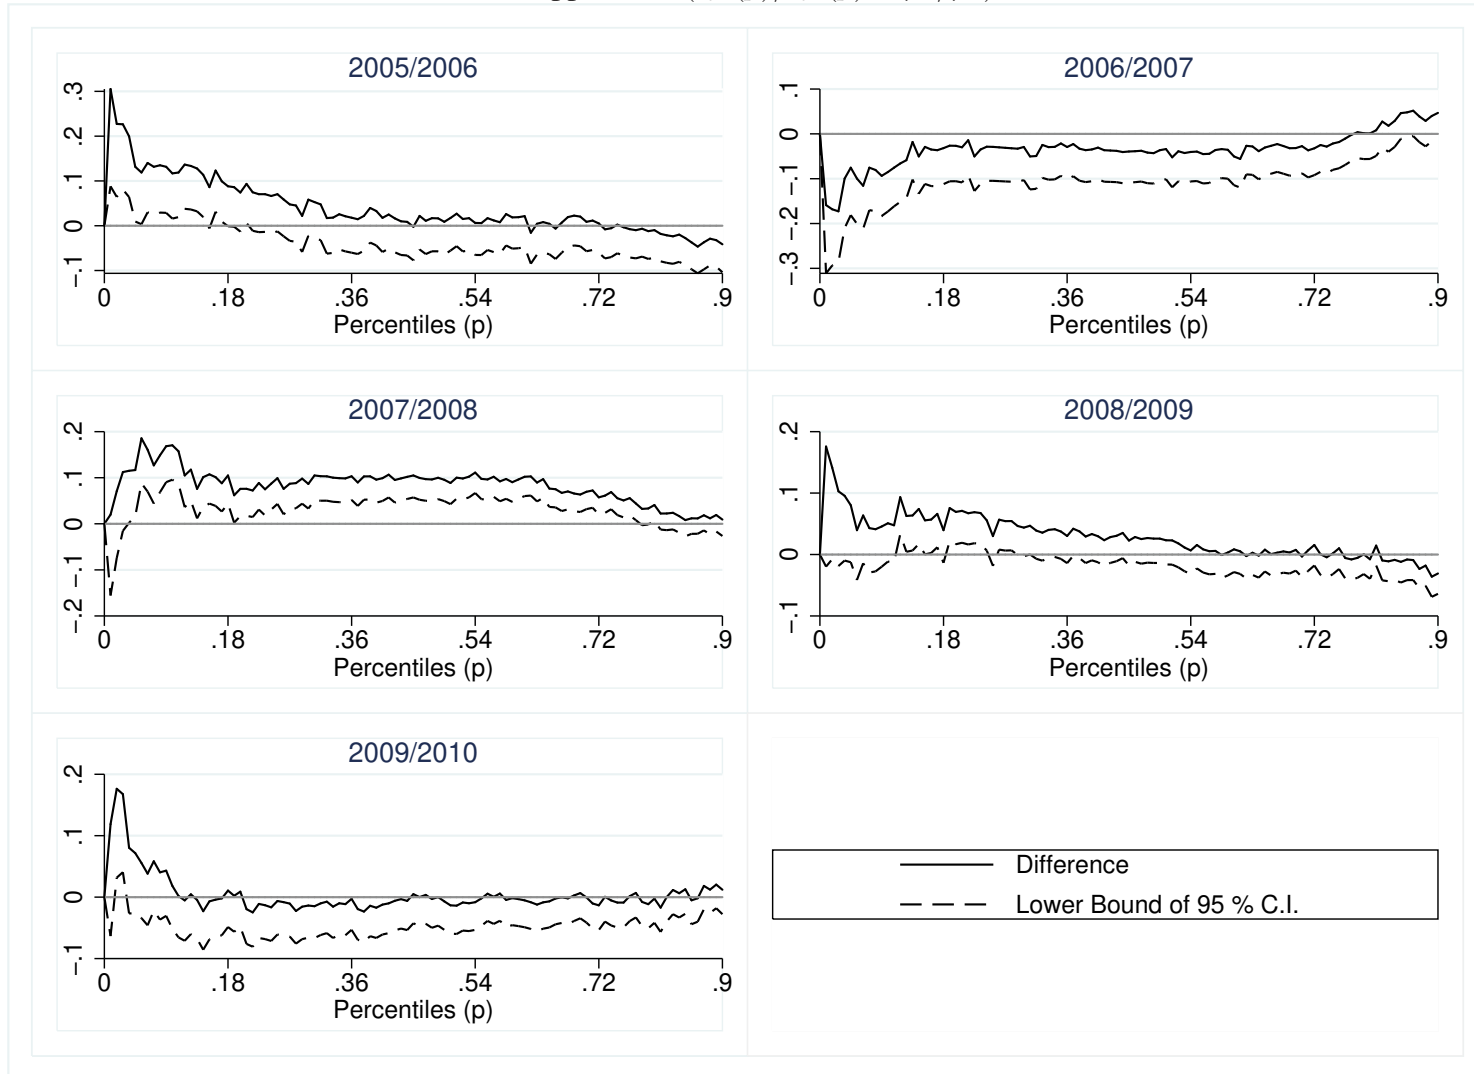 2005/2006
.3
.2
.1
0
-.1
0 .18 .36 .54 .72 .9
Percentiles (p)
2006/2007
.1
0
-.1
-.2
-.3
0 .18 .36 .54 .72 .9
Percentiles (p)
2007/2008
.2
.1
0
-.1
-.2
0 .18 .36 .54 .72 .9
Percentiles (p)
2008/2009
.2
.1
0
-.1
0 .18 .36 .54 .72 .9
Percentiles (p)
2009/2010
.2
.1
0
-.1
0 .18 .36 .54 .72 .9
Percentiles (p)
Difference
Lower Bound of 95 % C.I.